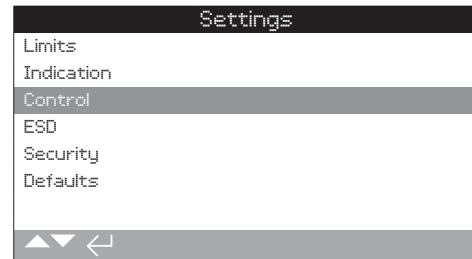 Settings
Limits
Indication
Control
ESD
Security
Defaults